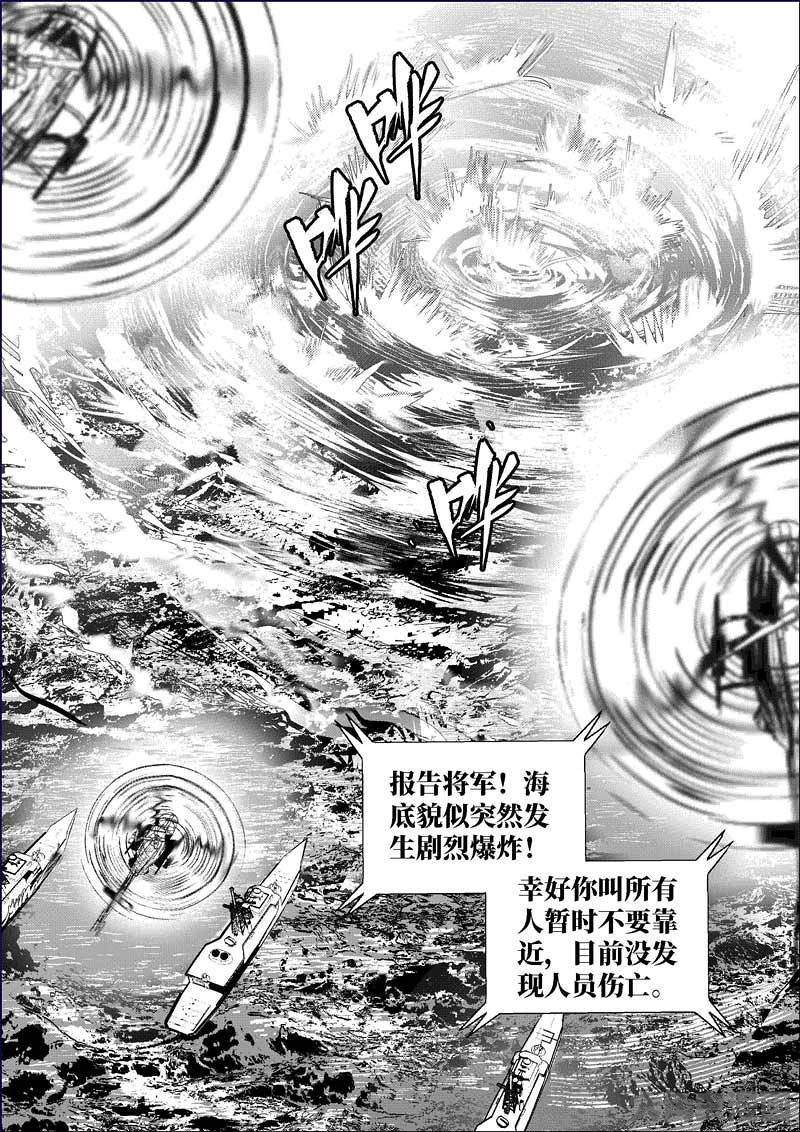 哗
哗
哗
报告将军！海
底貌似突然发
生剧烈爆炸！
幸好你叫所有
人暂时不要靠
近，目前没发
现人员伤亡。